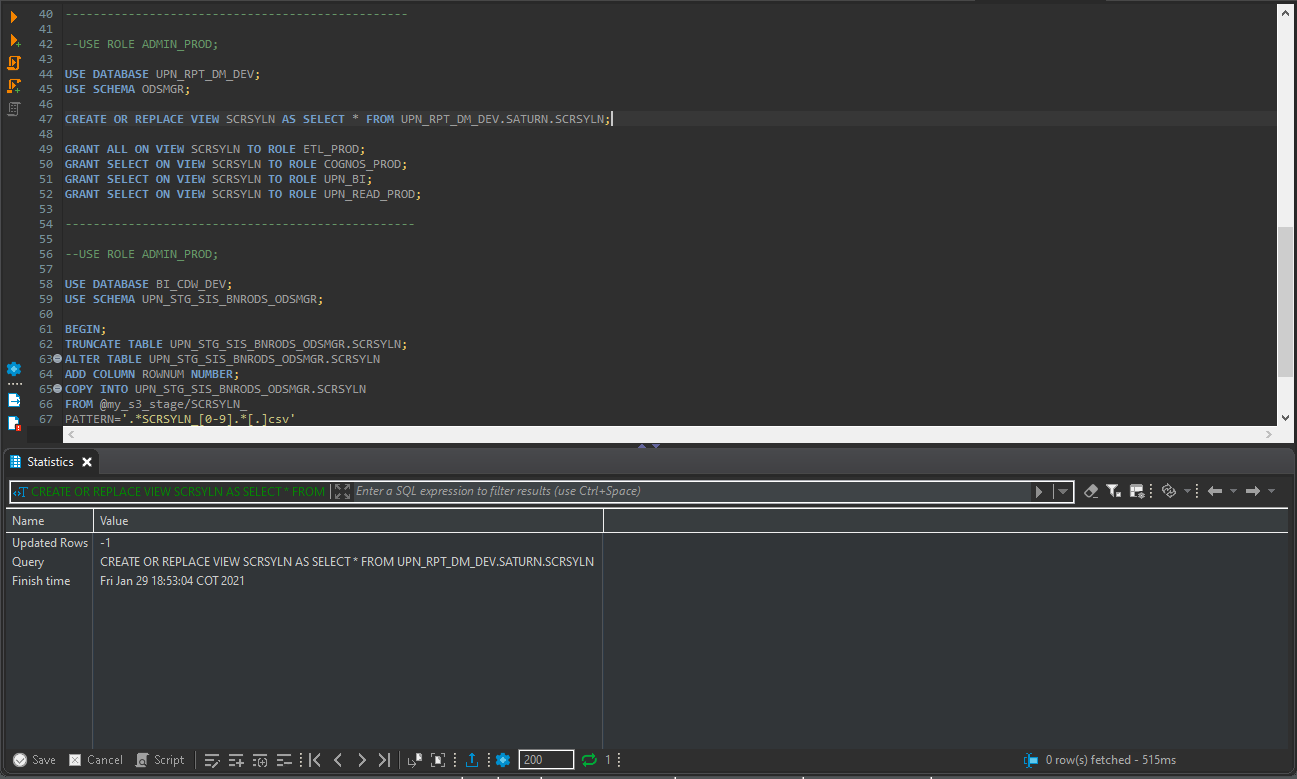 40 -------------------------------------------------
41
42 --USE ROLE ADMIN_PROD;
43
44 USE DATABASE UPN_RPT_DM_DEV;
45 USE SCHEMA ODSMGR;
46
47 CREATE OR REPLACE VIEW SCRSYLN AS SELECT * FROM UPN_RPT_DM_DEV.SATURN.SCRSYLN;
48
49 GRANT ALL ON VIEW SCRSYLN TO ROLE ETL_PROD;
50 GRANT SELECT ON VIEW SCRSYLN TO ROLE COGNOS_PROD;
51 GRANT SELECT ON VIEW SCRSYLN TO ROLE UPN_BI;
52 GRANT SELECT ON VIEW SCRSYLN TO ROLE UPN_READ_PROD;
53
54 --------------------------------------------------
55
56 --USE ROLE ADMIN_PROD;
57
58 USE DATABASE BI_CDW_DEV;
59 USE SCHEMA UPN_STG_SIS_BNRODS_ODSMGR;
60
61 BEGIN;
62 TRUNCATE TABLE UPN_STG_SIS_BNRODS_ODSMGR.SCRSYLN;
63 ALTER TABLE UPN_STG_SIS_BNRODS_ODSMGR.SCRSYLN
64 ADD COLUMN ROWNUM NUMBER;
65 COPY INTO UPN_STG_SIS_BNRODS_ODSMGR.SCRSYLN
66 FROM @my_s3_stage/SCRSYLN_
67 PATTERN='.*SCRSYLN_[0-9].*[.]csv'
Statistics
CREATE OR REPLACE VIEW SCRSYLN AS SELECT * FROM Enter a SQL expression to filter results (use Ctrl+Space)
Name Value
Updated Rows -1
Query CREATE OR REPLACE VIEW SCRSYLN AS SELECT * FROM UPN_RPT_DM_DEV.SATURN.SCRSYLN
Finish time Fri Jan 29 18:53:04 COT 2021
Save Cancel Script 200 1 0 row(s) fetched - 515ms